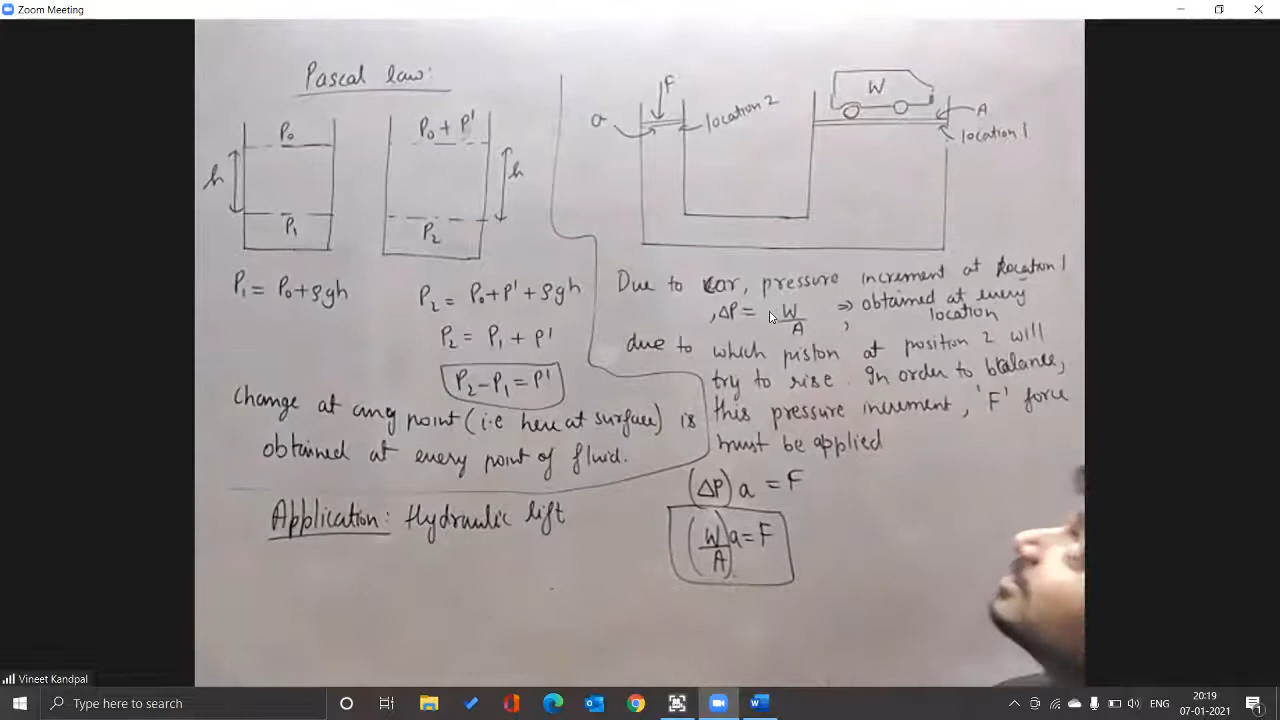 Zoom Meeting
Pascal law:
P₀
P₀ + P'
h
h
P₁
P₂
P₁ = P₀ + ρgh
P₂ = P₀ + P' + ρgh
P₂ = P₁ + P'
P₂ - P₁ = P'
Change at any point (i.e here at surface) is
obtained at every point of fluid.
Application: Hydraulic lift
F
a
location 2
W
A
location 1
Due to car, pressure increment at location 1
, ΔP = W/A , ⇒ obtained at every
location
due to which piston at position 2 will
try to rise. In order to balance,
this pressure increment, 'F' force
must be applied
(ΔP) a = F
(W/A) a = F
Vineet Kandpal
Type here to search
ENG
20:19
07-01-2021
1